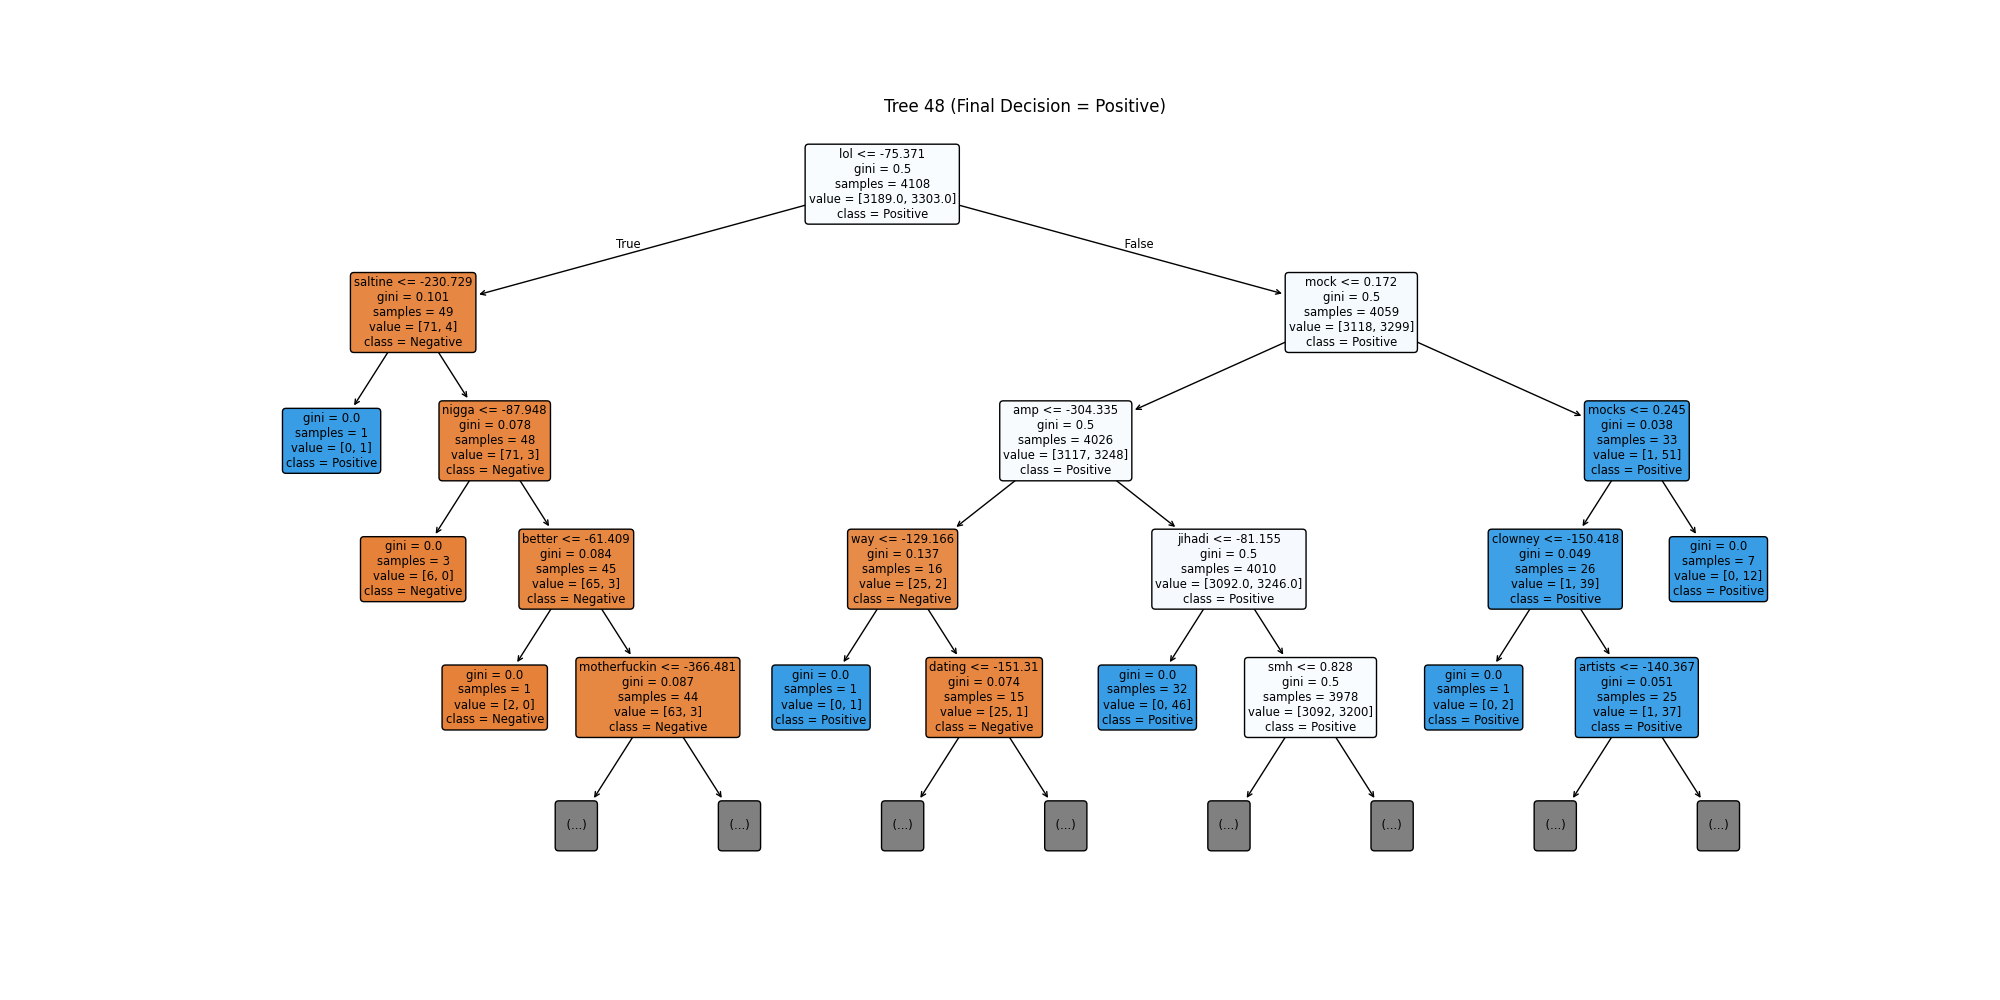 Tree 48 (Final Decision = Positive)
lol <= -75.371
gini = 0.5
samples = 4108
value = [3189.0, 3303.0]
class = Positive
True
False
saltine <= -230.729
gini = 0.101
samples = 49
value = [71, 4]
class = Negative
mock <= 0.172
gini = 0.5
samples = 4059
value = [3118, 3299]
class = Positive
gini = 0.0
samples = 1
value = [0, 1]
class = Positive
nigga <= -87.948
gini = 0.078
samples = 48
value = [71, 3]
class = Negative
amp <= -304.335
gini = 0.5
samples = 4026
value = [3117, 3248]
class = Positive
mocks <= 0.245
gini = 0.038
samples = 33
value = [1, 51]
class = Positive
gini = 0.0
samples = 3
value = [6, 0]
class = Negative
better <= -61.409
gini = 0.084
samples = 45
value = [65, 3]
class = Negative
way <= -129.166
gini = 0.137
samples = 16
value = [25, 2]
class = Negative
jihadi <= -81.155
gini = 0.5
samples = 4010
value = [3092.0, 3246.0]
class = Positive
clowney <= -150.418
gini = 0.049
samples = 26
value = [1, 39]
class = Positive
gini = 0.0
samples = 7
value = [0, 12]
class = Positive
gini = 0.0
samples = 1
value = [2, 0]
class = Negative
motherfuckin <= -366.481
gini = 0.087
samples = 44
value = [63, 3]
class = Negative
gini = 0.0
samples = 1
value = [0, 1]
class = Positive
dating <= -151.31
gini = 0.074
samples = 15
value = [25, 1]
class = Negative
gini = 0.0
samples = 32
value = [0, 46]
class = Positive
smh <= 0.828
gini = 0.5
samples = 3978
value = [3092, 3200]
class = Positive
gini = 0.0
samples = 1
value = [0, 2]
class = Positive
artists <= -140.367
gini = 0.051
samples = 25
value = [1, 37]
class = Positive
(...)
(...)
(...)
(...)
(...)
(...)
(...)
(...)